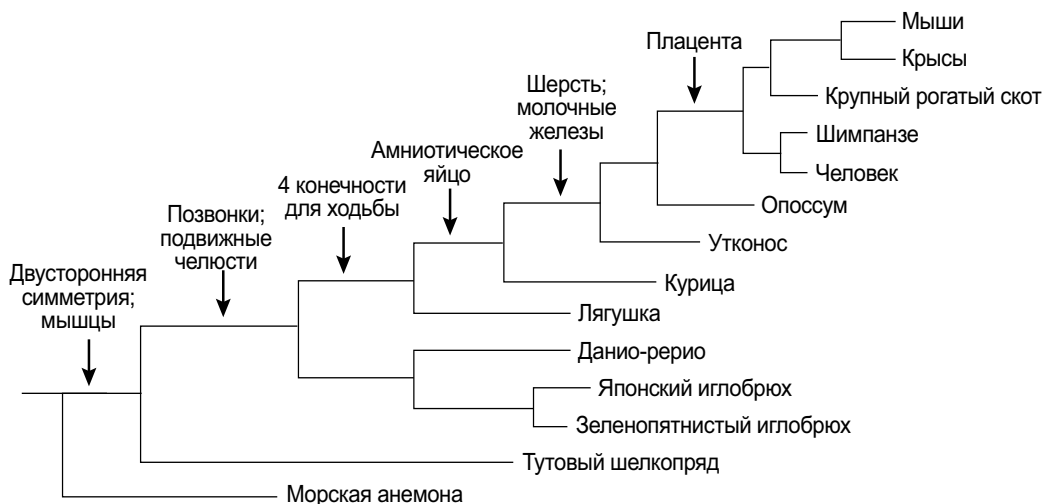 Мыши
Плацента
Крысы
Шерсть;
молочные
железы
Крупный рогатый скот
Амниотическое
яйцо
Шимпанзе
Человек
4 конечности
для ходьбы
Опоссум
Позвонки;
подвижные
челюсти
Утконос
Двусторонняя
симметрия;
мышцы
Курица
Лягушка
Данио-рерио
Японский иглобрюх
Зеленопятнистый иглобрюх
Тутовый шелкопряд
Морская анемона